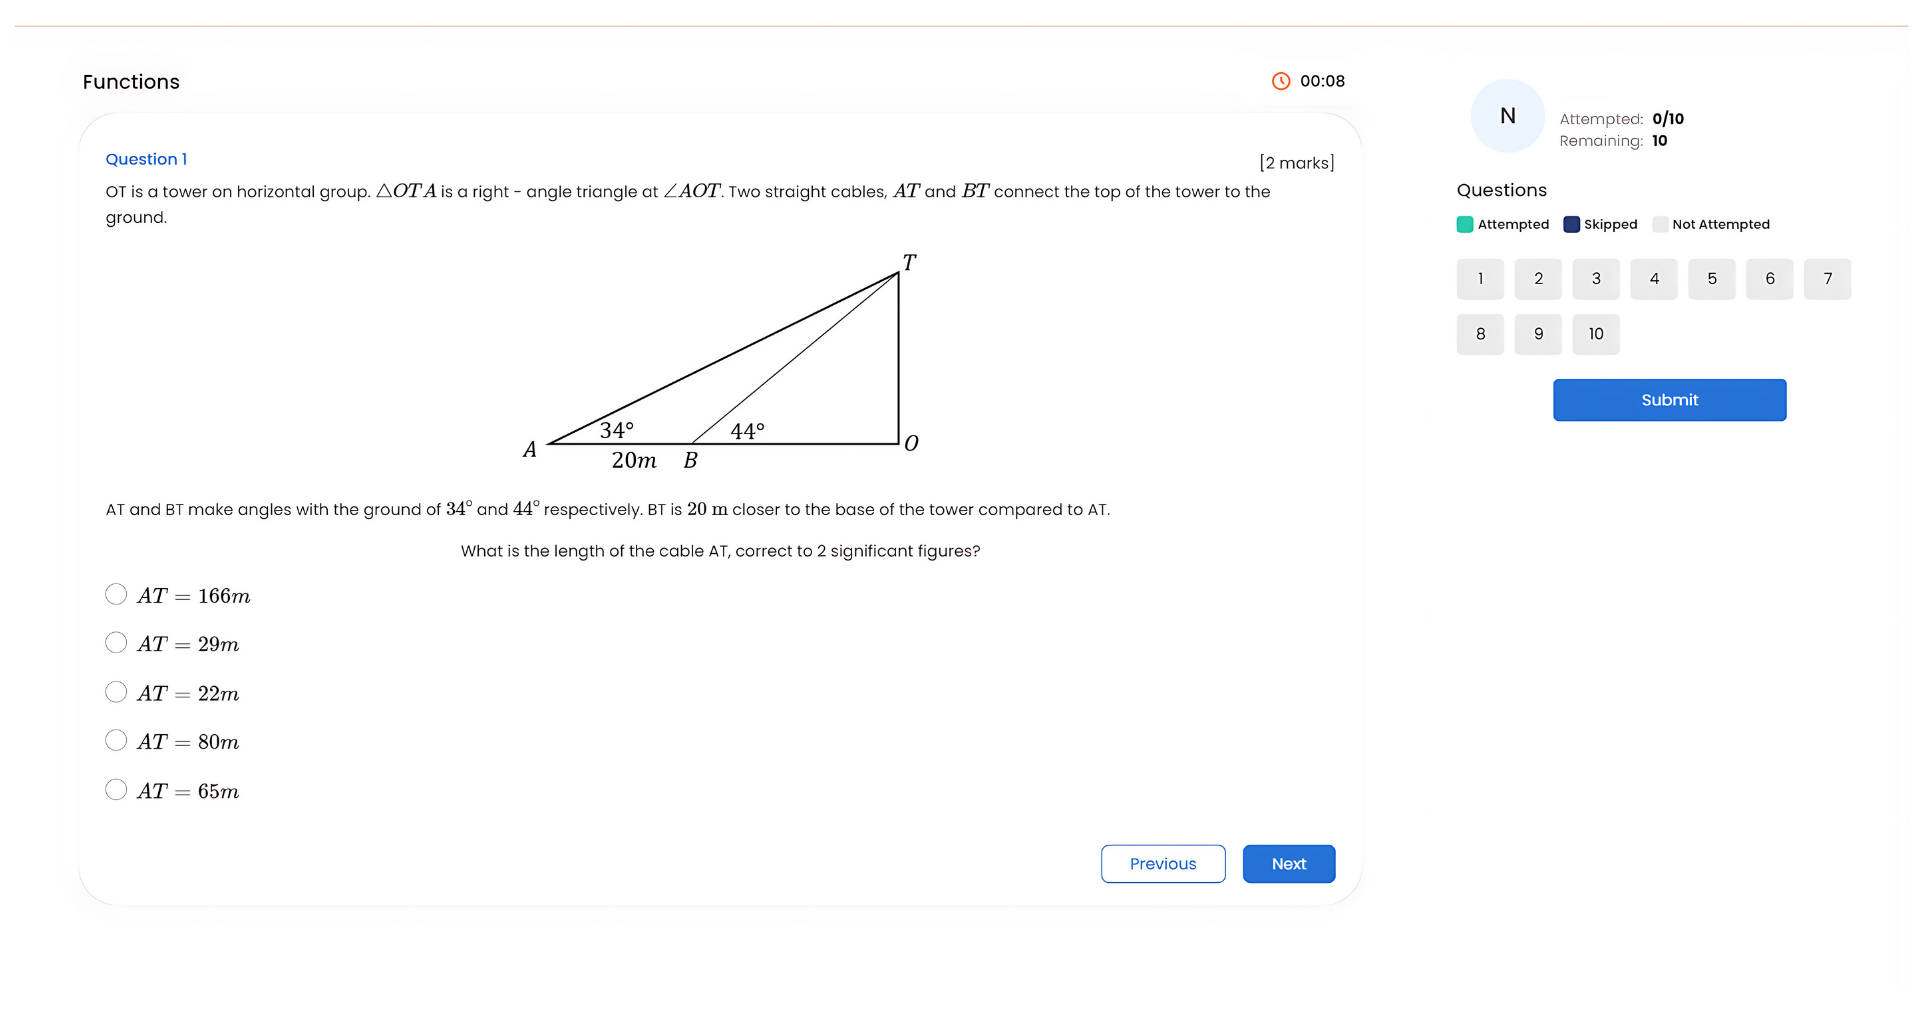 Functions
00:08
N
Attempted: 0/10
Remaining: 10
Question 1
[2 marks]
OT is a tower on horizontal group. △OTA is a right - angle triangle at ∠AOT. Two straight cables, AT and BT connect the top of the tower to the
ground.
T
34°
44°
A
20m
B
O
AT and BT make angles with the ground of 34° and 44° respectively. BT is 20 m closer to the base of the tower compared to AT.
What is the length of the cable AT, correct to 2 significant figures?
AT = 166m
AT = 29m
AT = 22m
AT = 80m
AT = 65m
Previous
Next
Questions
Attempted Skipped Not Attempted
1 2 3 4 5 6 7
8 9 10
Submit